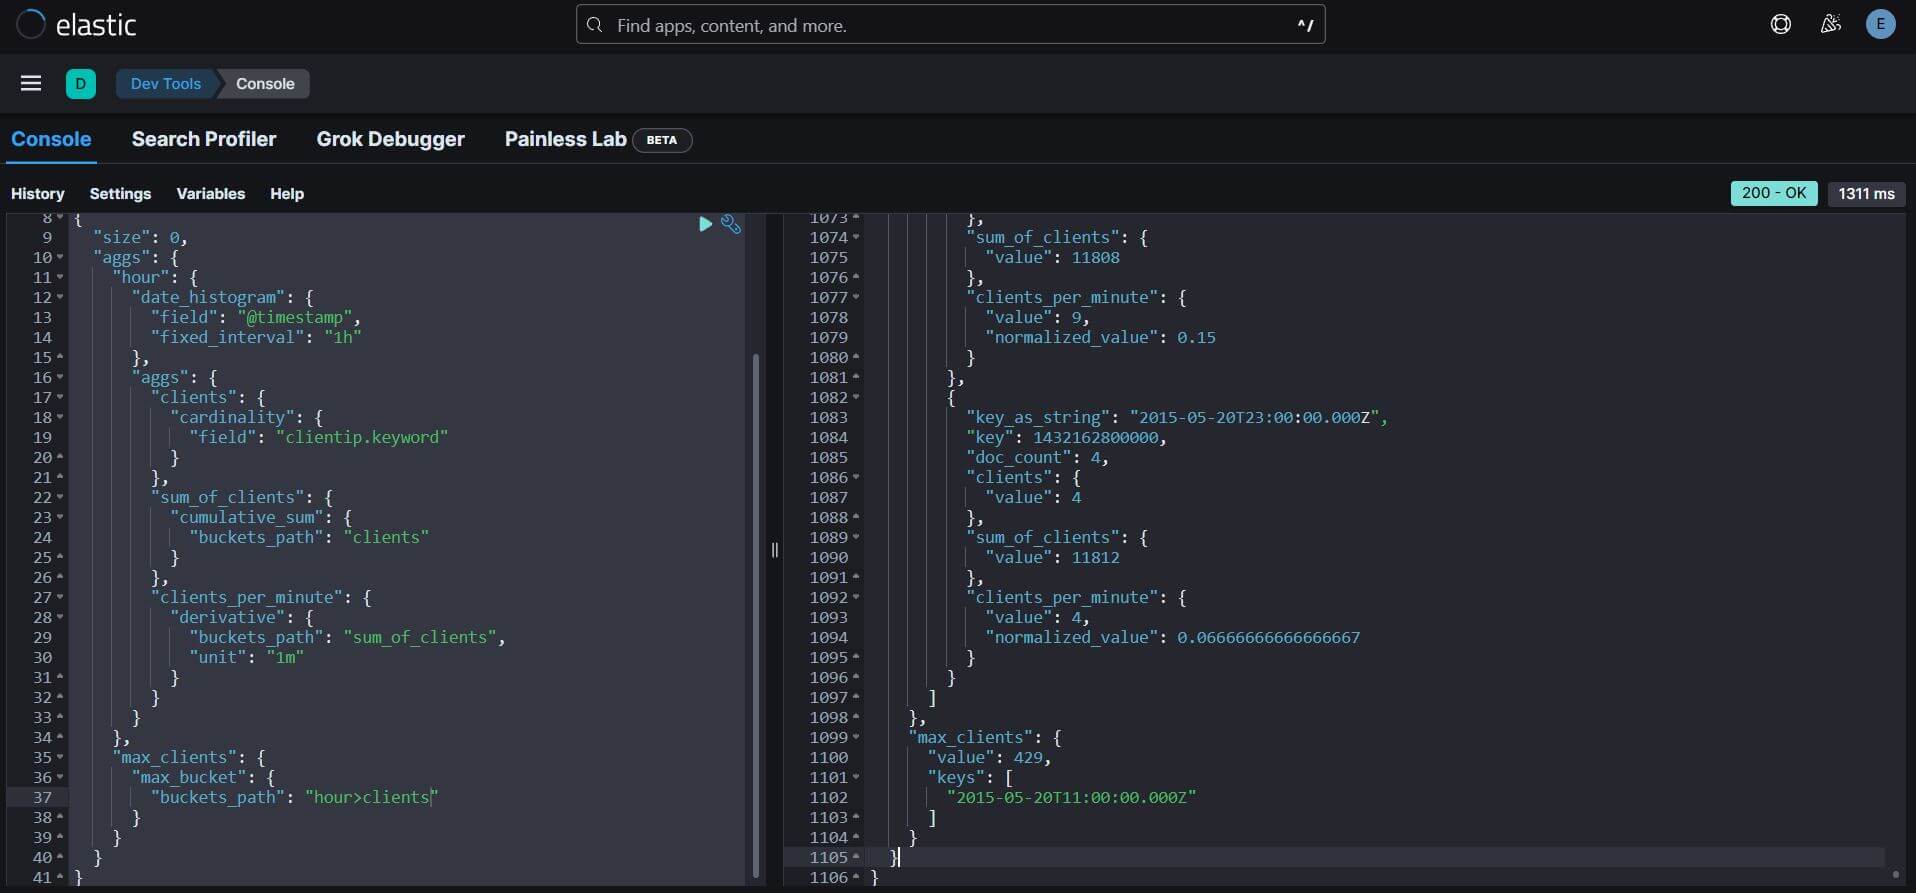 elastic
Find apps, content, and more.
^/
E
D
Dev Tools
Console
Console
Search Profiler
Grok Debugger
Painless Lab
BETA
History
Settings
Variables
Help
200 - OK
1311 ms
8 {
9 "size": 0,
10 "aggs": {
11 "hour": {
12 "date_histogram": {
13 "field": "@timestamp",
14 "fixed_interval": "1h"
15 },
16 "aggs": {
17 "clients": {
18 "cardinality": {
19 "field": "clientip.keyword"
20 }
21 },
22 "sum_of_clients": {
23 "cumulative_sum": {
24 "buckets_path": "clients"
25 }
26 },
27 "clients_per_minute": {
28 "derivative": {
29 "buckets_path": "sum_of_clients",
30 "unit": "1m"
31 }
32 }
33 }
34 },
35 "max_clients": {
36 "max_bucket": {
37 "buckets_path": "hour>clients"
38 }
39 }
40 }
41 }
1073 },
1074 "sum_of_clients": {
1075 "value": 11808
1076 },
1077 "clients_per_minute": {
1078 "value": 9,
1079 "normalized_value": 0.15
1080 }
1081 },
1082 {
1083 "key_as_string": "2015-05-20T23:00:00.000Z",
1084 "key": 1432162800000,
1085 "doc_count": 4,
1086 "clients": {
1087 "value": 4
1088 },
1089 "sum_of_clients": {
1090 "value": 11812
1091 },
1092 "clients_per_minute": {
1093 "value": 4,
1094 "normalized_value": 0.06666666666666667
1095 }
1096 }
1097 ]
1098 },
1099 "max_clients": {
1100 "value": 429,
1101 "keys": [
1102 "2015-05-20T11:00:00.000Z"
1103 ]
1104 }
1105 }
1106 }